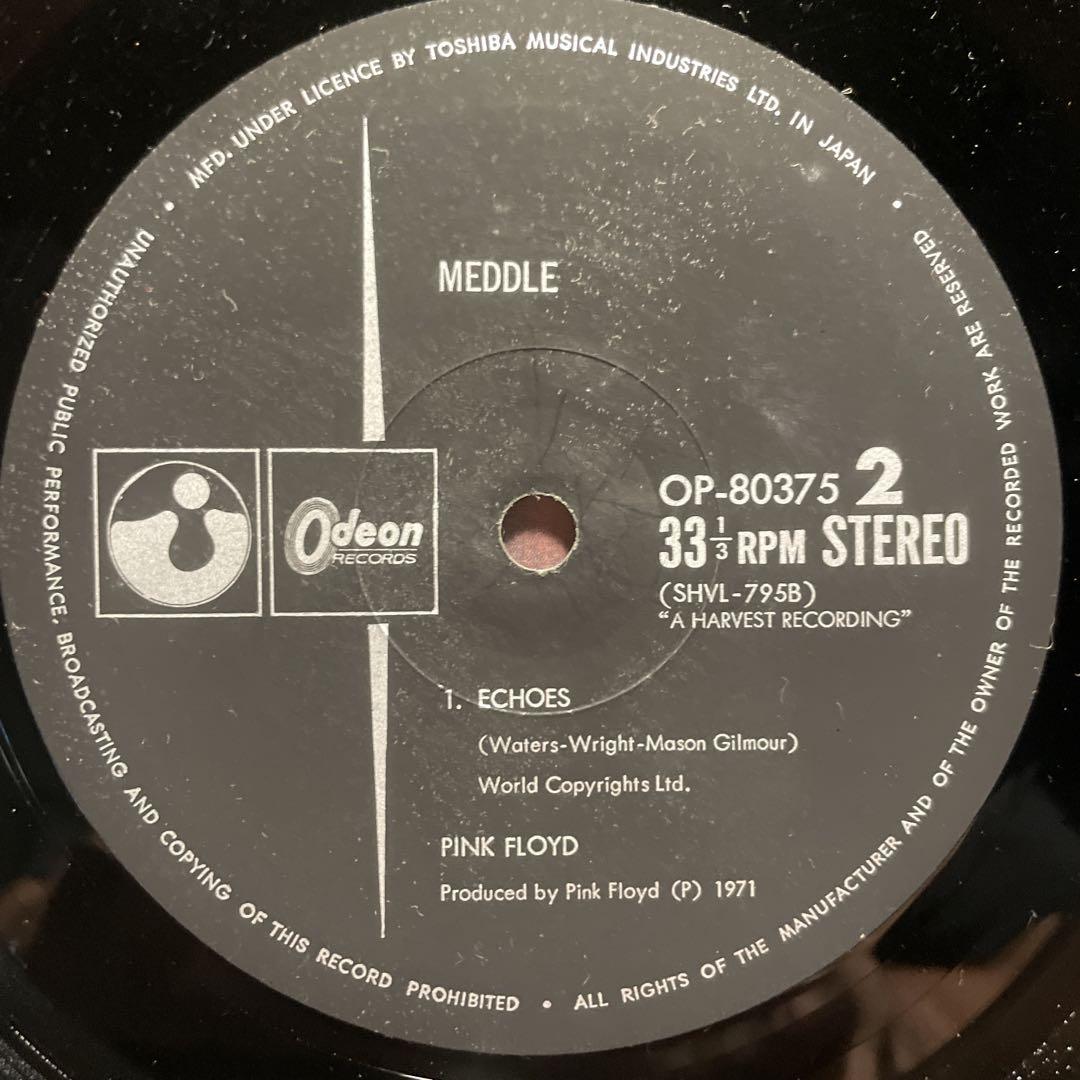 MFD. UNDER LICENCE BY TOSHIBA MUSICAL INDUSTRIES LTD. IN JAPAN •
MEDDLE
Odeon
RECORDS
OP-80375 2
33 1/3 RPM STEREO
(SHVL-795B)
“A HARVEST RECORDING”
1. ECHOES
(Waters-Wright-Mason Gilmour)
World Copyrights Ltd.
PINK FLOYD
Produced by Pink Floyd (P) 1971
• UNAUTHORIZED PUBLIC PERFORMANCE. BROADCASTING AND COPYING OF THIS RECORD PROHIBITED • ALL RIGHTS OF THE MANUFACTURER AND OF THE OWNER OF THE RECORDED WORK ARE RESERVED